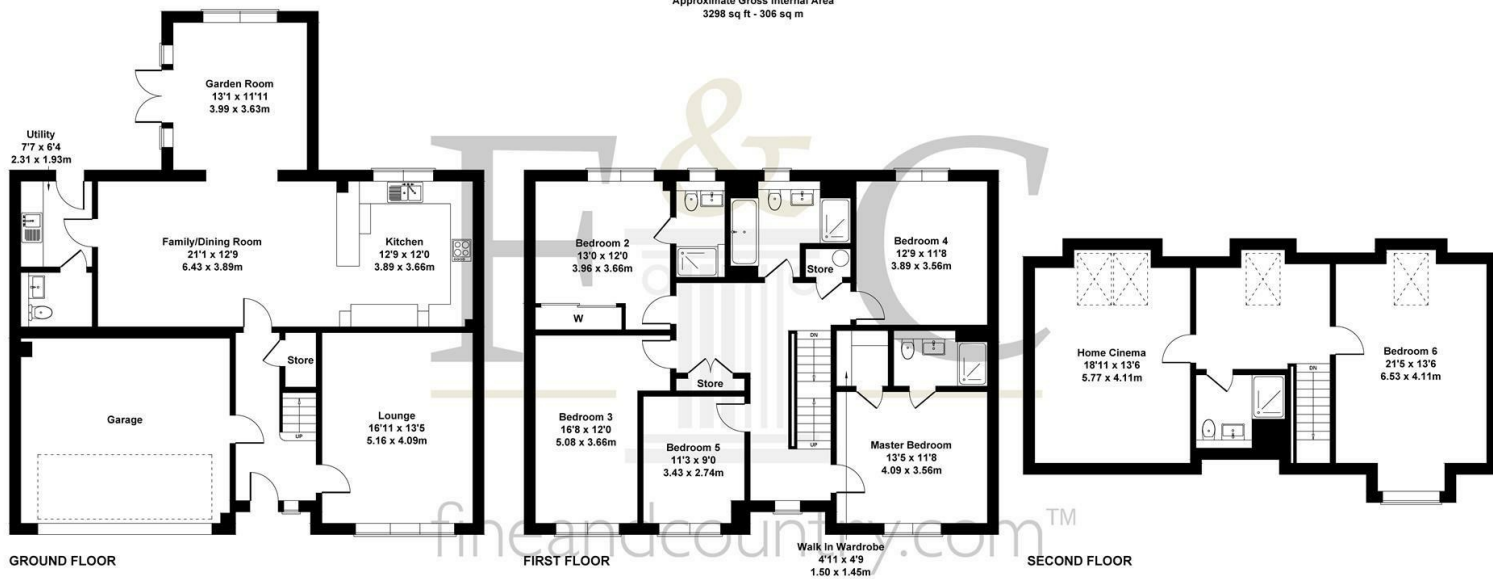 Approximate Gross Internal Area
3298 sq ft - 306 sq m
Garden Room
13'1 x 11'11
3.99 x 3.63m
Utility
7'7 x 6'4
2.31 x 1.93m
Family/Dining Room
21'1 x 12'9
6.43 x 3.89m
Kitchen
12'9 x 12'0
3.89 x 3.66m
Store
Garage
UP
Lounge
16'11 x 13'5
5.16 x 4.09m
GROUND FLOOR
F & C
Bedroom 2
13'0 x 12'0
3.96 x 3.66m
W
Store
Bedroom 4
12'9 x 11'8
3.89 x 3.56m
DN
Store
Bedroom 3
16'8 x 12'0
5.08 x 3.66m
Bedroom 5
11'3 x 9'0
3.43 x 2.74m
UP
Master Bedroom
13'5 x 11'8
4.09 x 3.56m
Walk In Wardrobe
4'11 x 4'9
1.50 x 1.45m
FIRST FLOOR
fineandcountry.com™
Home Cinema
18'11 x 13'6
5.77 x 4.11m
DN
Bedroom 6
21'5 x 13'6
6.53 x 4.11m
SECOND FLOOR